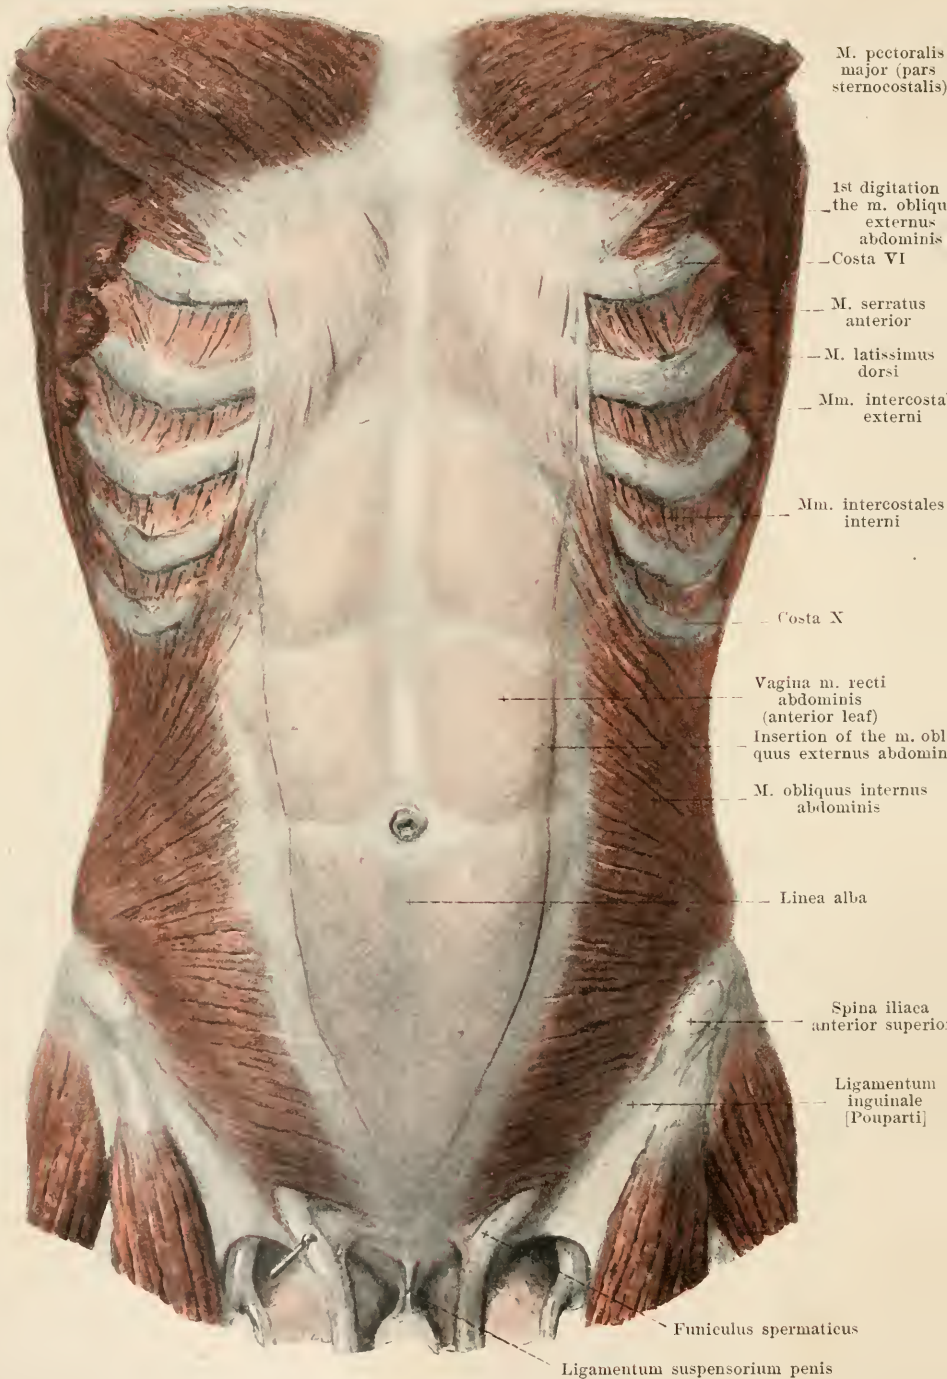 M. pectoralis
major (pars
sternocostalis)
1st digitation
the m. obliqu
externus
abdominis
Costa VI
M. serratus
anterior
M. latissimus
dorsi
Mm. intercostal
externi
Mm. intercostales
interni
Costa X
Vagina m. recti
abdominis
(anterior leaf)
Insertion of the m. obl
quus externus abdomin
M. obliquus internus
abdominis
Linea alba
Spina iliaca
anterior superior
Ligamentum
inguinale
[Pouparti]
Funiculus spermaticus
Ligamentum suspensorium penis